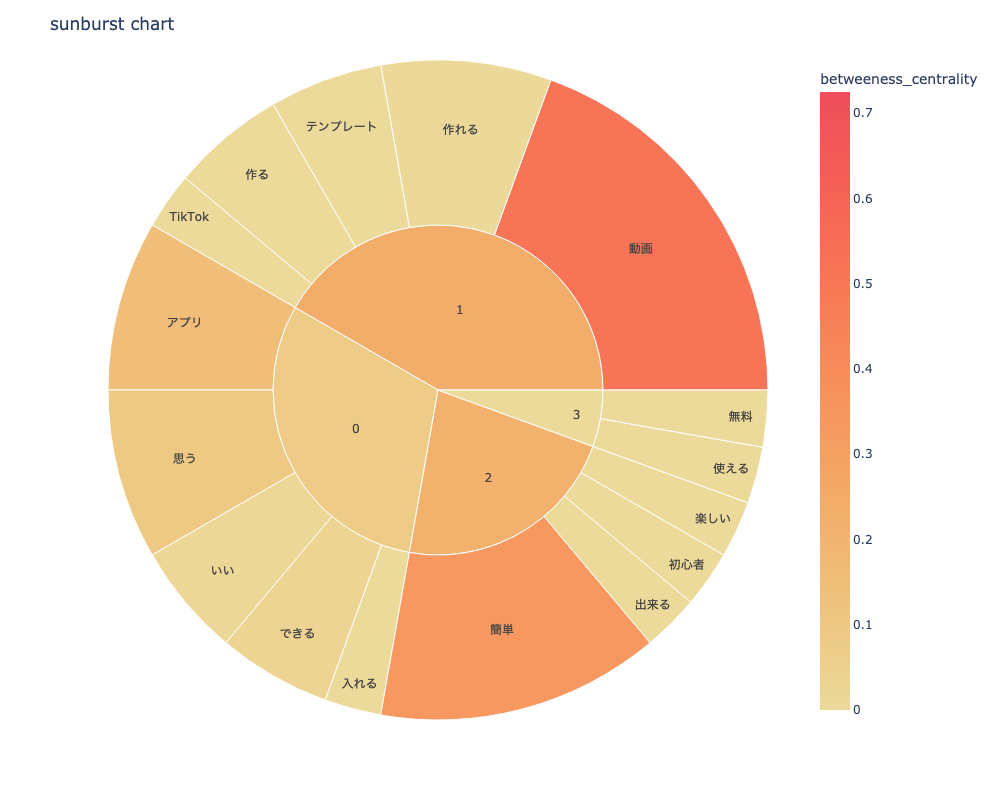 sunburst chart
betweeness_centrality
0.7
0.6
0.5
0.4
0.3
0.2
0.1
0
動画
作れる
テンプレート
作る
TikTok
1
アプリ
思う
いい
できる
入れる
0
簡単
出来る
初心者
楽しい
2
使える
無料
3